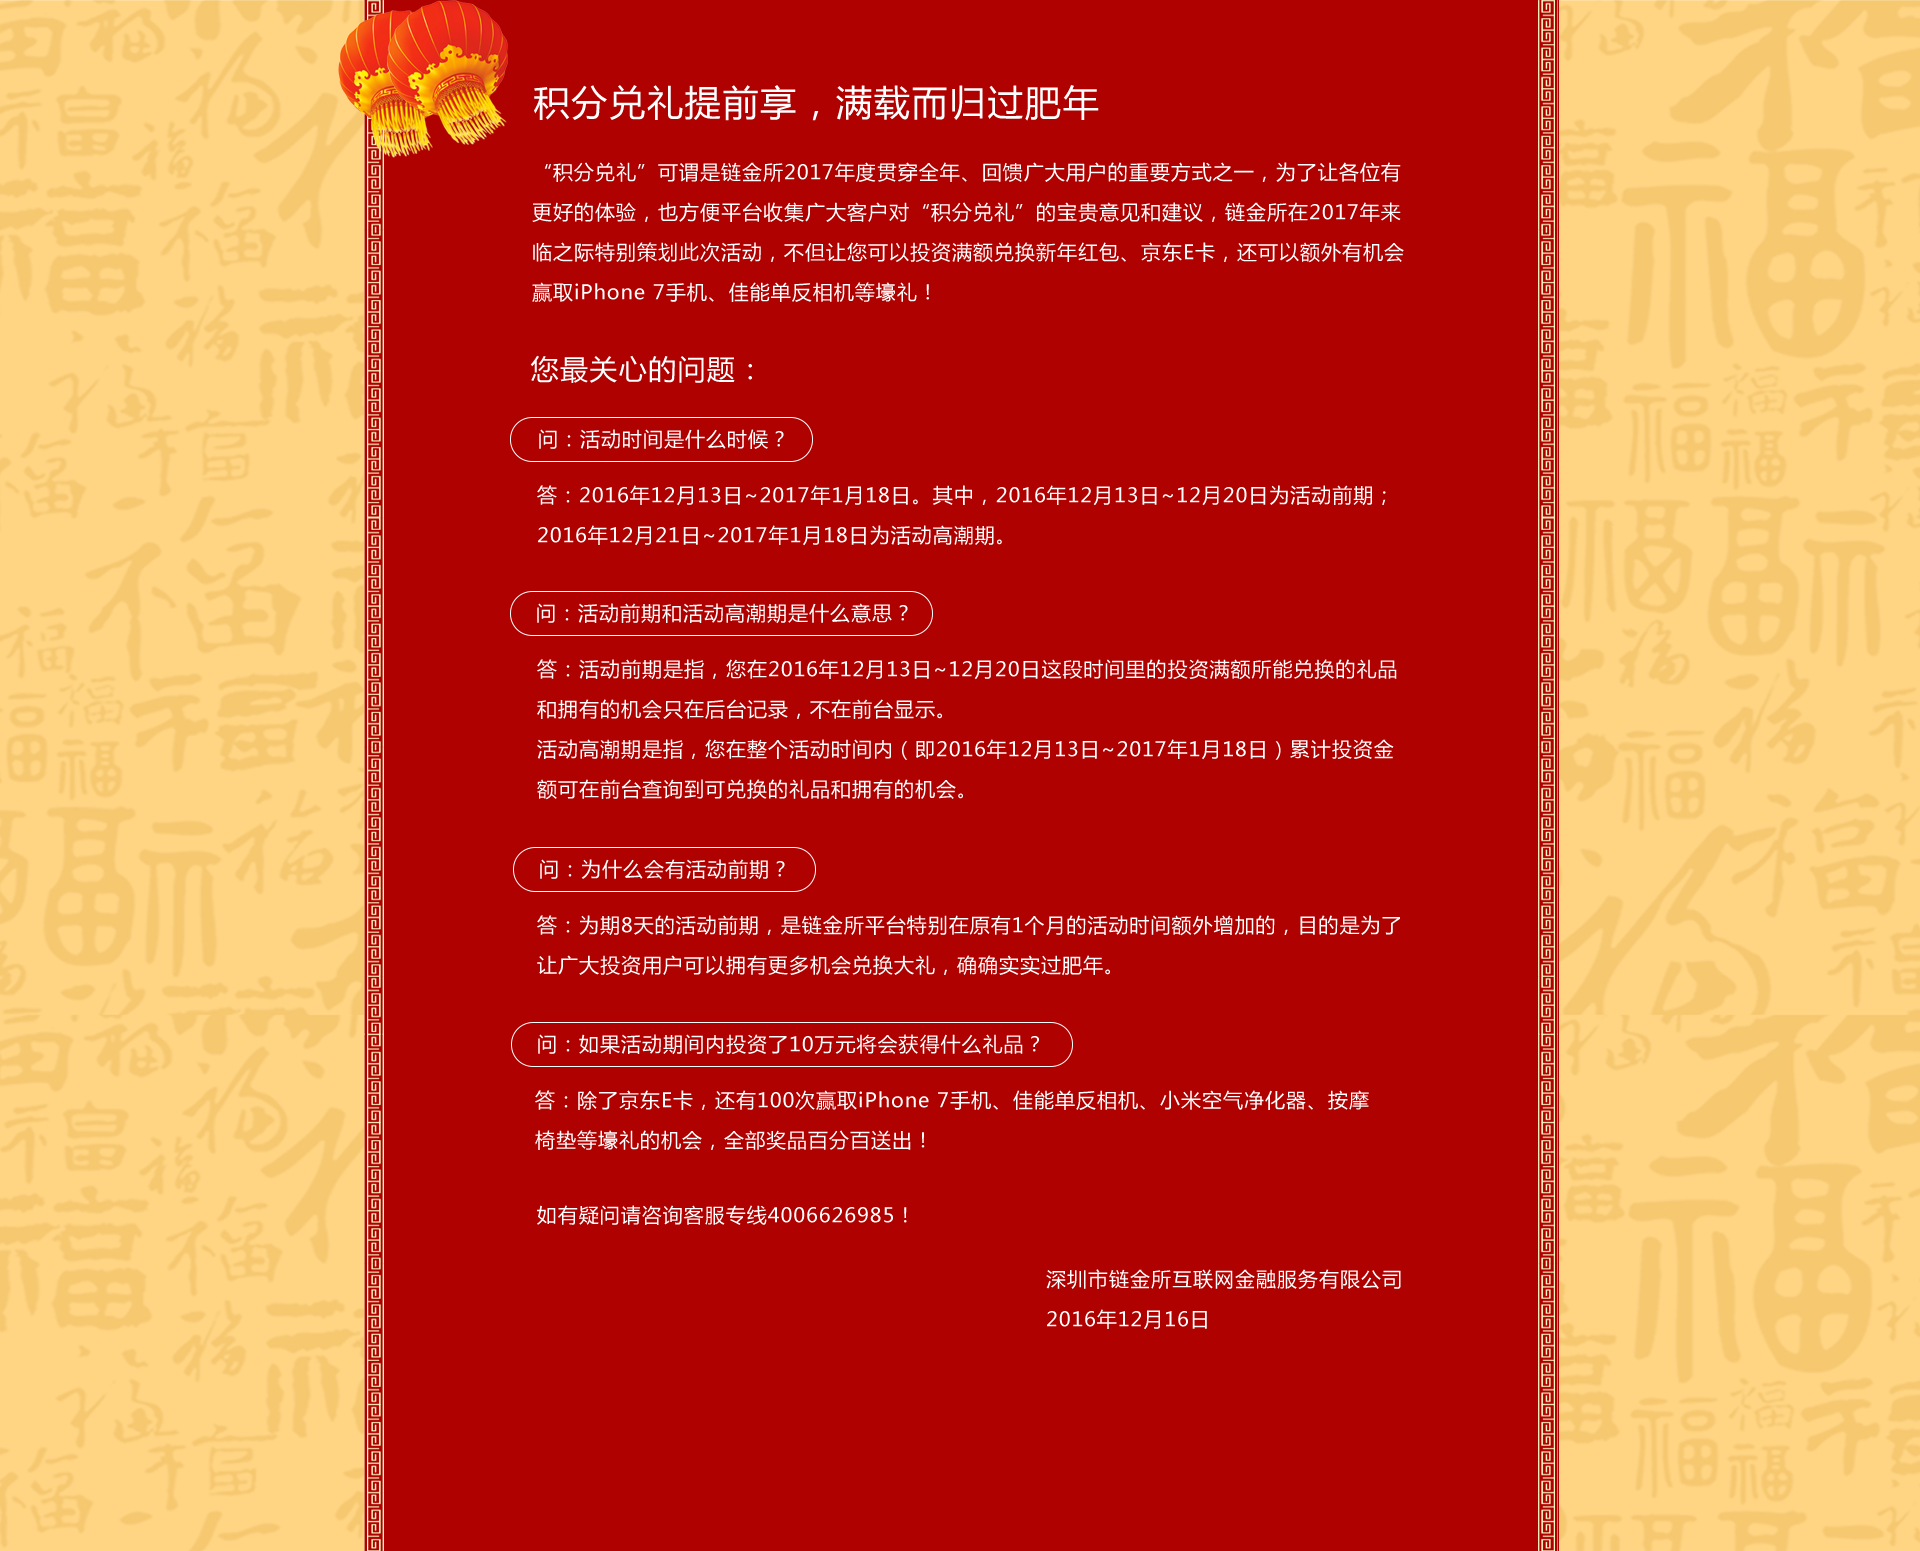 积分兑礼提前享，满载而归过肥年
“积分兑礼”可谓是链金所2017年度贯穿全年、回馈广大用户的重要方式之一，为了让各位有
更好的体验，也方便平台收集广大客户对“积分兑礼”的宝贵意见和建议，链金所在2017年来
临之际特别策划此次活动，不但让您可以投资满额兑换新年红包、京东E卡，还可以额外有机会
赢取iPhone 7手机、佳能单反相机等壕礼！
您最关心的问题：
问：活动时间是什么时候？
答：2016年12月13日~2017年1月18日。其中，2016年12月13日~12月20日为活动前期；
2016年12月21日~2017年1月18日为活动高潮期。
问：活动前期和活动高潮期是什么意思？
答：活动前期是指，您在2016年12月13日~12月20日这段时间里的投资满额所能兑换的礼品
和拥有的机会只在后台记录，不在前台显示。
活动高潮期是指，您在整个活动时间内（即2016年12月13日~2017年1月18日）累计投资金
额可在前台查询到可兑换的礼品和拥有的机会。
问：为什么会有活动前期？
答：为期8天的活动前期，是链金所平台特别在原有1个月的活动时间额外增加的，目的是为了
让广大投资用户可以拥有更多机会兑换大礼，确确实实过肥年。
问：如果活动期间内投资了10万元将会获得什么礼品？
答：除了京东E卡，还有100次赢取iPhone 7手机、佳能单反相机、小米空气净化器、按摩
椅垫等壕礼的机会，全部奖品百分百送出！
如有疑问请咨询客服专线4006626985！
深圳市链金所互联网金融服务有限公司
2016年12月16日